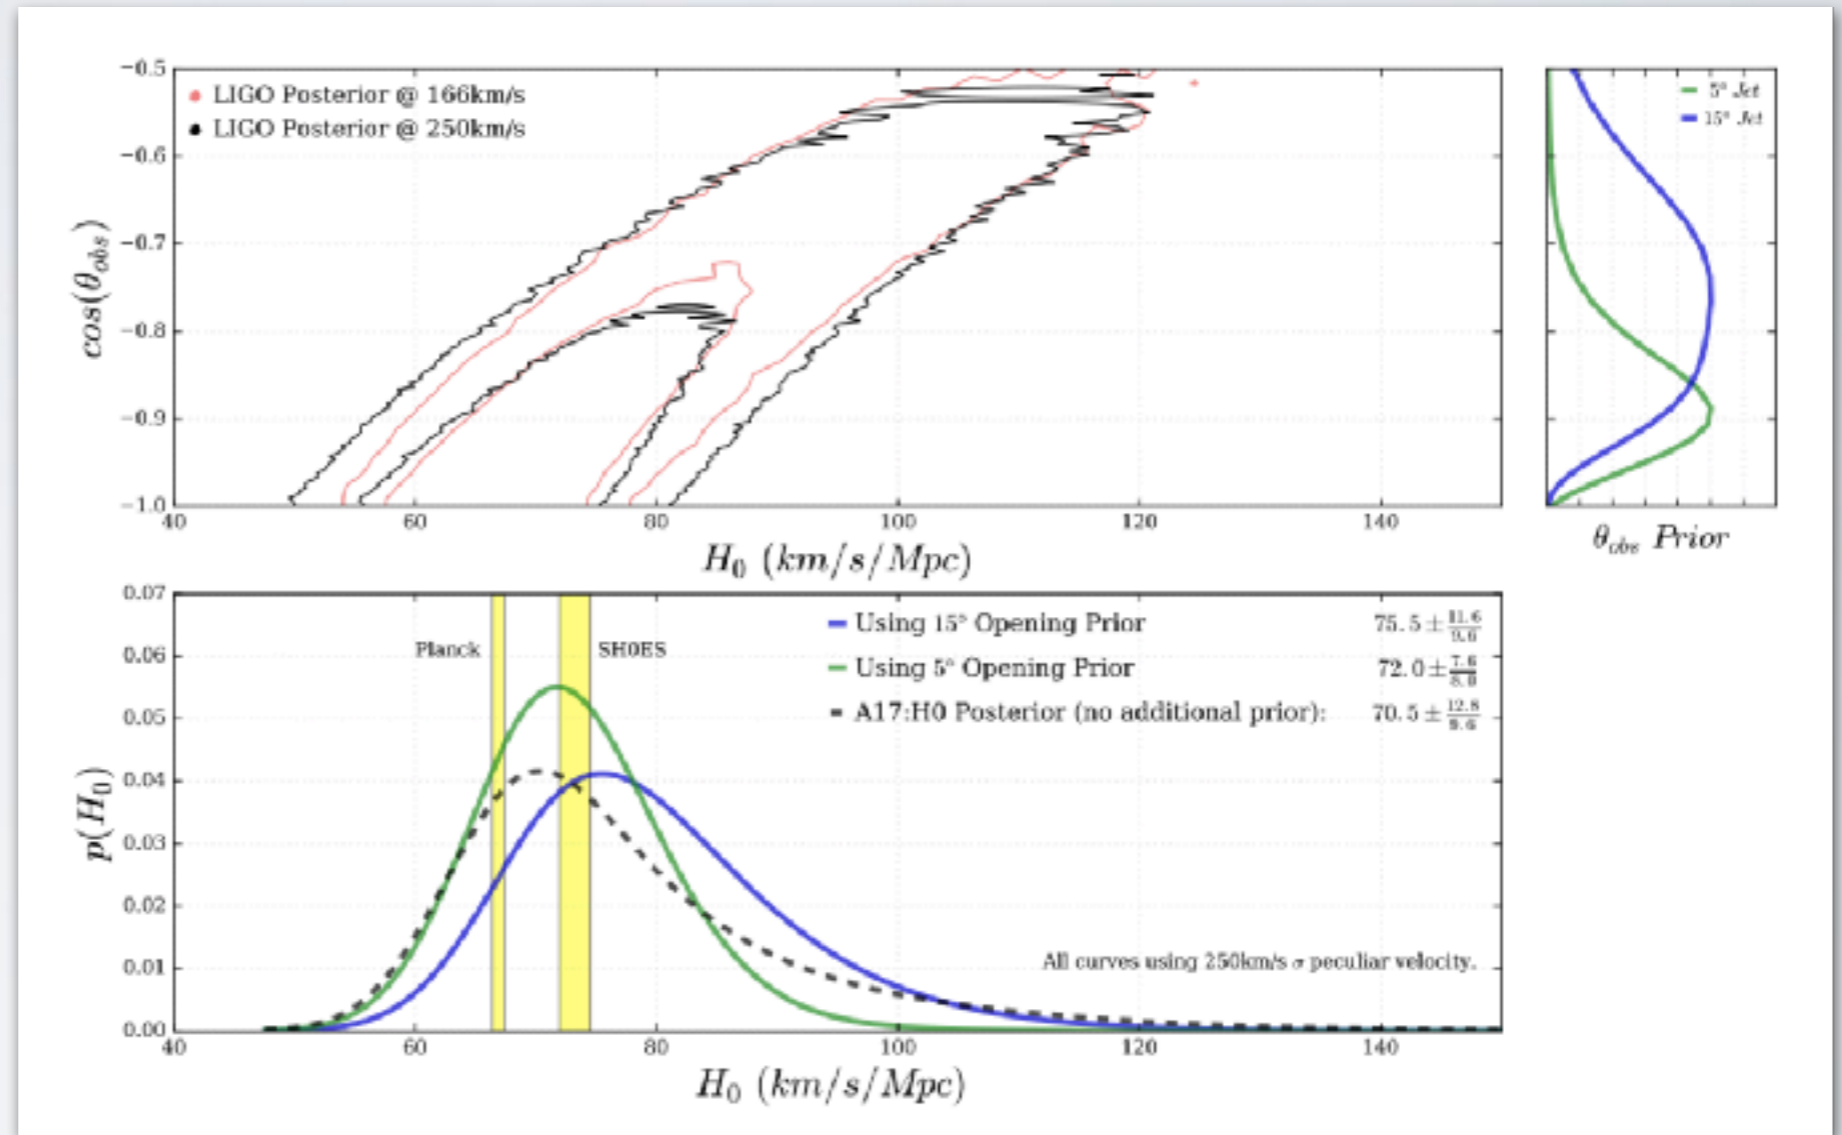 −0.5
−0.6
−0.7
−0.8
−0.9
−1.0
cos(θobs)
LIGO Posterior @ 166km/s
LIGO Posterior @ 250km/s
40 60 80 100 120 140
H0 (km/s/Mpc)
5° Jet
15° Jet
θobs Prior
0.07
0.06
0.05
0.04
0.03
0.02
0.01
0.00
p(H0)
Planck
SH0ES
Using 15° Opening Prior 75.5±
Using 5° Opening Prior 72.0± 7.6
A17:H0 Posterior (no additional prior): 70.5± 12.8
All curves using 250km/s σ peculiar velocity.
40 60 80 100 120 140
H0 (km/s/Mpc)